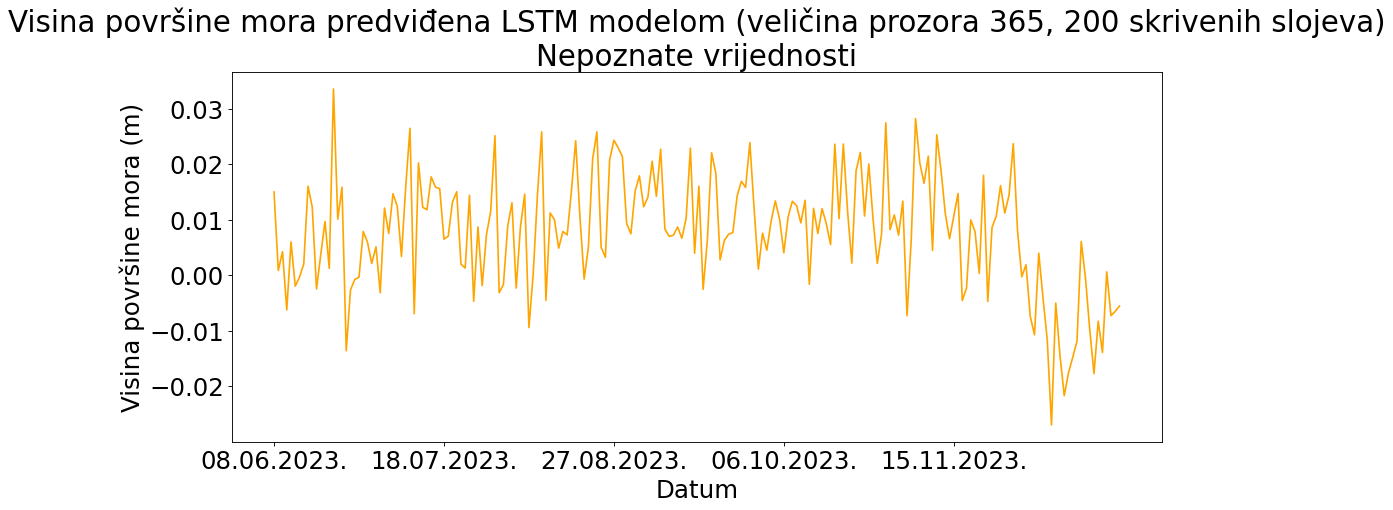 Visina površine mora predviđena LSTM modelom (veličina prozora 365, 200 skrivenih slojeva)
Nepoznate vrijednosti
Visina površine mora (m)
0.03
0.02
0.01
0.00
−0.01
−0.02
08.06.2023. 18.07.2023. 27.08.2023. 06.10.2023. 15.11.2023.
Datum